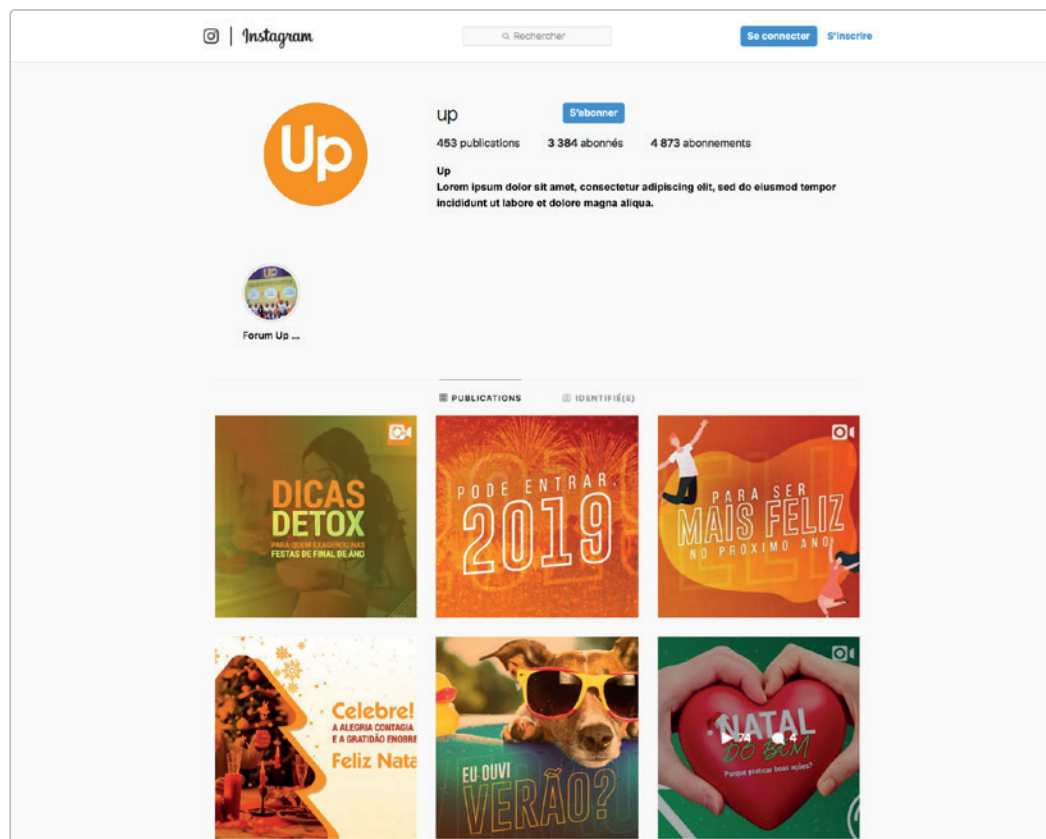 Instagram
Rechercher
Se connecter
S'inscrire
Up
up
S'abonner
453 publications 3 384 abonnés 4 873 abonnements
Up
Lorem ipsum dolor sit amet, consectetur adipiscing elit, sed do eiusmod tempor
incididunt ut labore et dolore magna aliqua.
UP
Forum Up ...
PUBLICATIONS
IDENTIFIÉ(E)
DICAS
DETOX
PARA QUEM EXAGEROU NAS
FESTAS DE FINAL DE ANO
PODE ENTRAR,
2019
PARA SER
MAIS FELIZ
NO PRÓXIMO ANO
Celebre!
A ALEGRIA CONTAGIA
E A GRATIDÃO ENOBRE
Feliz Nata
EU OUVI
VERÃO?
NATAL
DO BEM
74 4
Porque praticar boas ações?